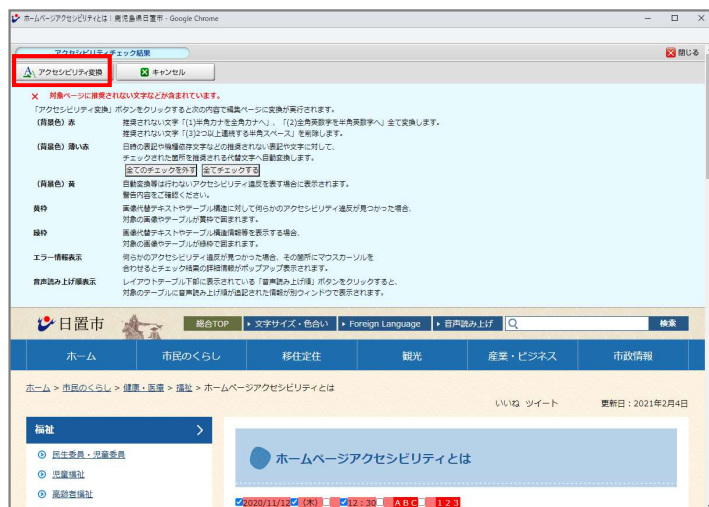 ホームページアクセシビリティとは | 鹿児島県日置市 - Google Chrome
アクセシビリティチェック結果
閉じる
アクセシビリティ変換
キャンセル
× 対象ページに推奨されない文字などが含まれています。
「アクセシビリティ変換」ボタンをクリックすると次の内容で編集ページに変換が実行されます。
(背景色) 赤 推奨されない文字「(1)半角カナを全角カナへ」、「(2)全角英数字を半角英数字へ」全て変換します。
推奨されない文字「(3)2つ以上連続する半角スペース」を削除します。
(背景色) 薄い赤 日時の表記や機種依存文字などの推奨されない表記や文字に対して、
チェックされた箇所を推奨される代替文字へ自動変換します。
全てのチェックを外す 全てチェックする
(背景色) 黄 自動変換等は行わないアクセシビリティ違反を表す場合に表示されます。
警告内容をご確認ください。
黄枠 画像代替テキストやテーブル構造に対して何らかのアクセシビリティ違反が見つかった場合、
対象の画像やテーブルが黄枠で囲まれます。
緑枠 画像代替テキストやテーブル構造情報等を表示する場合、
対象の画像やテーブルが緑枠で囲まれます。
エラー情報表示 何らかのアクセシビリティ違反が見つかった場合、その箇所にマウスカーソルを
合わせるとチェック結果の詳細情報がポップアップ表示されます。
音声読み上げ順表示 レイアウトテーブル下部に表示されている「音声読み上げ順」ボタンをクリックすると、
対象のテーブルに音声読み上げ順が追記された情報が別ウィンドウで表示されます。
日置市
総合TOP
文字サイズ・色合い
Foreign Language
音声読み上げ
検索
ホーム 市民のくらし 移住定住 観光 産業・ビジネス 市政情報
ホーム > 市民のくらし > 健康・医療 > 福祉 > ホームページアクセシビリティとは
いいね ツイート 更新日：2021年2月4日
福祉
民生委員・児童委員
児童福祉
高齢者福祉
ホームページアクセシビリティとは
2020/11/12 (木) 12：30 ＡＢＣ １２３